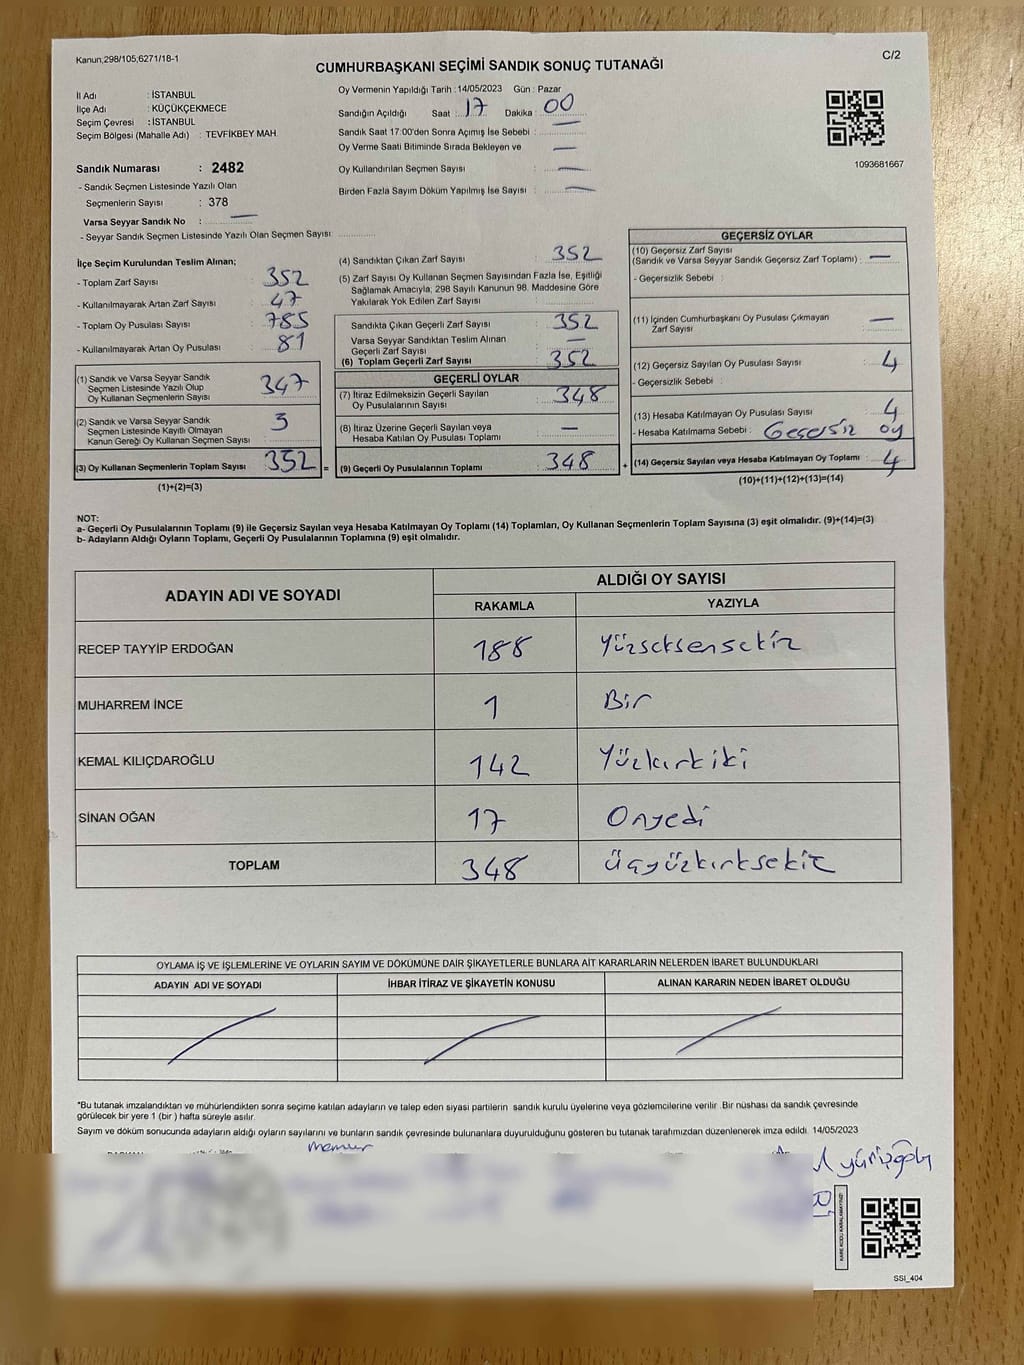 Kanun,298/105,6271/18-1
C/2
CUMHURBAŞKANI SEÇİMİ SANDIK SONUÇ TUTANAĞI
İl Adı : İSTANBUL
İlçe Adı : KÜÇÜKÇEKMECE
Seçim Çevresi : İSTANBUL
Seçim Bölgesi (Mahalle Adı) : TEVFİKBEY MAH.
Sandık Numarası : 2482
- Sandık Seçmen Listesinde Yazılı Olan
Seçmenlerin Sayısı : 378
Varsa Seyyar Sandık No : —
- Seyyar Sandık Seçmen Listesinde Yazılı Olan Seçmen Sayısı:
Oy Vermenin Yapıldığı Tarih :14/05/2023 Gün : Pazar
Sandığın Açıldığı Saat : 17 Dakika : 00
Sandık Saat 17:00'den Sonra Açımış İse Sebebi : —
Oy Verme Saati Bitiminde Sırada Bekleyen ve —
Oy Kullandırılan Seçmen Sayısı : —
Birden Fazla Sayım Döküm Yapılmış İse Sayısı : —
1093681667
İlçe Seçim Kurulundan Teslim Alınan;
- Toplam Zarf Sayısı : 352
- Kullanılmayarak Artan Zarf Sayısı : 47
- Toplam Oy Pusulası Sayısı : 785
- Kullanılmayarak Artan Oy Pusulası : 81
(1) Sandık ve Varsa Seyyar Sandık
Seçmen Listesinde Yazılı Olup
Oy Kullanan Seçmenlerin Sayısı : 347
(2) Sandık ve Varsa Seyyar Sandık
Seçmen Listesinde Kayıtlı Olmayan
Kanun Gereği Oy Kullanan Seçmen Sayısı : 3
(3) Oy Kullanan Seçmenlerin Toplam Sayısı : 352 =
(1)+(2)=(3)
(4) Sandıktan Çıkan Zarf Sayısı : 352
(5) Zarf Sayısı Oy Kullanan Seçmen Sayısından Fazla İse, Eşitliği
Sağlamak Amacıyla; 298 Sayılı Kanunun 98. Maddesine Göre
Yakılarak Yok Edilen Zarf Sayısı :
Sandıkta Çıkan Geçerli Zarf Sayısı : 352
Varsa Seyyar Sandıktan Teslim Alınan
Geçerli Zarf Sayısı : —
(6) Toplam Geçerli Zarf Sayısı : 352
GEÇERLİ OYLAR
(7) İtiraz Edilmeksizin Geçerli Sayılan
Oy Pusulalarının Sayısı : 348
(8) İtiraz Üzerine Geçerli Sayılan veya
Hesaba Katılan Oy Pusulası Toplamı : —
(9) Geçerli Oy Pusulalarının Toplamı : 348 +
GEÇERSİZ OYLAR
(10) Geçersiz Zarf Sayısı
(Sandık ve Varsa Seyyar Sandık Geçersiz Zarf Toplamı) : —
- Geçersizlik Sebebi :
(11) İçinden Cumhurbaşkanı Oy Pusulası Çıkmayan
Zarf Sayısı : —
(12) Geçersiz Sayılan Oy Pusulası Sayısı : 4
- Geçersizlik Sebebi :
(13) Hesaba Katılmayan Oy Pusulası Sayısı : 4
- Hesaba Katılmama Sebebi : Geçersiz oy
(14) Geçersiz Sayılan veya Hesaba Katılmayan Oy Toplamı : 4
(10)+(11)+(12)+(13)=(14)
NOT:
a- Geçerli Oy Pusulalarının Toplamı (9) ile Geçersiz Sayılan veya Hesaba Katılmayan Oy Toplamı (14) Toplamları, Oy Kullanan Seçmenlerin Toplam Sayısına (3) eşit olmalıdır. (9)+(14)=(3)
b- Adayların Aldığı Oyların Toplamı, Geçerli Oy Pusulalarının Toplamına (9) eşit olmalıdır.
ADAYIN ADI VE SOYADI
ALDIĞI OY SAYISI
RAKAMLA YAZIYLA
RECEP TAYYİP ERDOĞAN 188 Yüzseksensekiz
MUHARREM İNCE 1 Bir
KEMAL KILIÇDAROĞLU 142 Yüzkırkiki
SİNAN OĞAN 17 Onyedi
TOPLAM 348 Üçyüzkırksekiz
OYLAMA İŞ VE İŞLEMLERİNE VE OYLARIN SAYIM VE DÖKÜMÜNE DAİR ŞİKAYETLERLE BUNLARA AİT KARARLARIN NELERDEN İBARET BULUNDUKLARI
ADAYIN ADI VE SOYADI İHBAR İTİRAZ VE ŞİKAYETİN KONUSU ALINAN KARARIN NEDEN İBARET OLDUĞU
*Bu tutanak imzalandıktan ve mühürlendikten sonra seçime katılan adayların ve talep eden siyasi partilerin sandık kurulu üyelerine veya gözlemcilerine verilir. Bir nüshası da sandık çevresinde
görülecek bir yere 1 (bir ) hafta süreyle asılır.
Sayım ve döküm sonucunda adayların aldığı oyların sayılarını ve bunların sandık çevresinde bulunanlara duyurulduğunu gösteren bu tutanak tarafımızdan düzenlenerek imza edildi. 14/05/2023
memur
KARE KODU KARALAMAYINIZ!
SSI_404